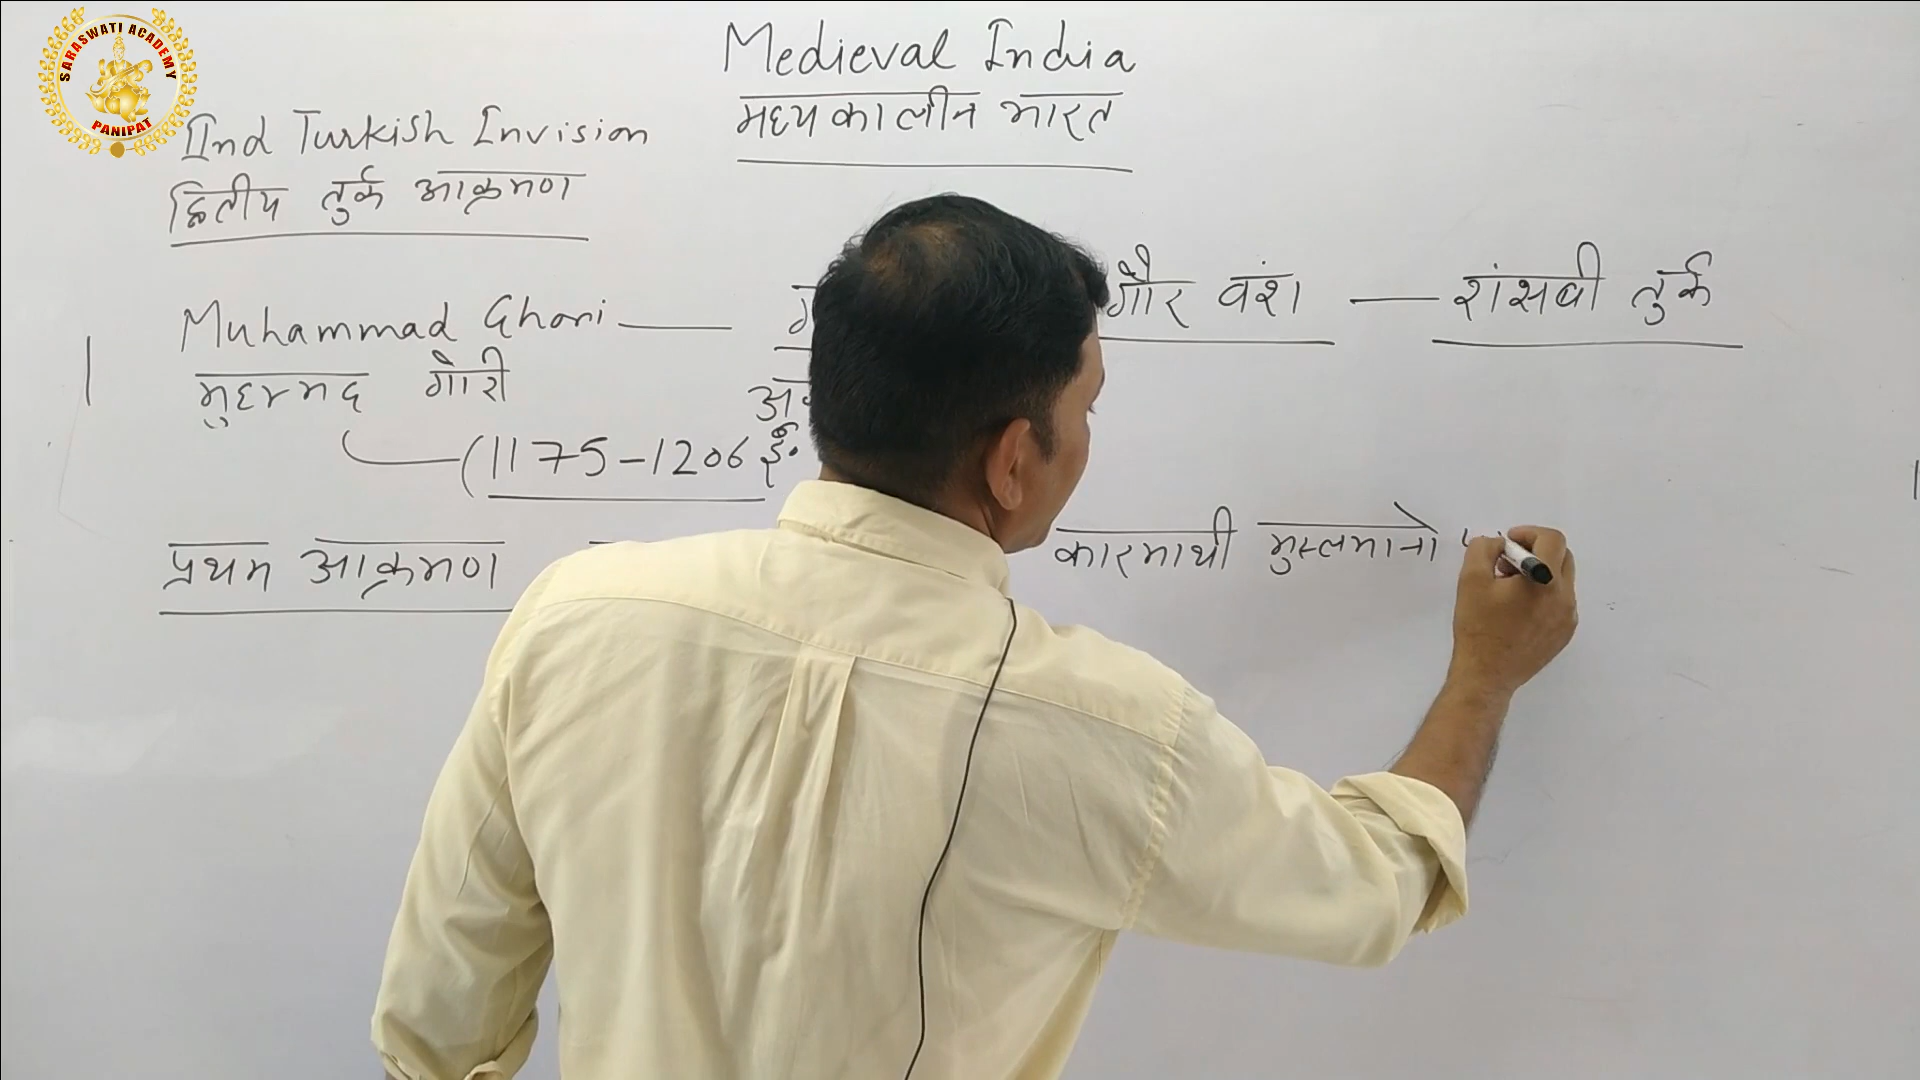 SARASWATI ACADEMY
PANIPAT
Medieval India
मध्यकालीन भारत
IInd Turkish Invision
द्वितीय तुर्क आक्रमण
Muhammad Ghori — गौर वंश — शंसबी तुर्क
मुहम्मद गौरी
(1175-1206 ई॰
प्रथम आक्रमण कारमाथी मुस्लमानों